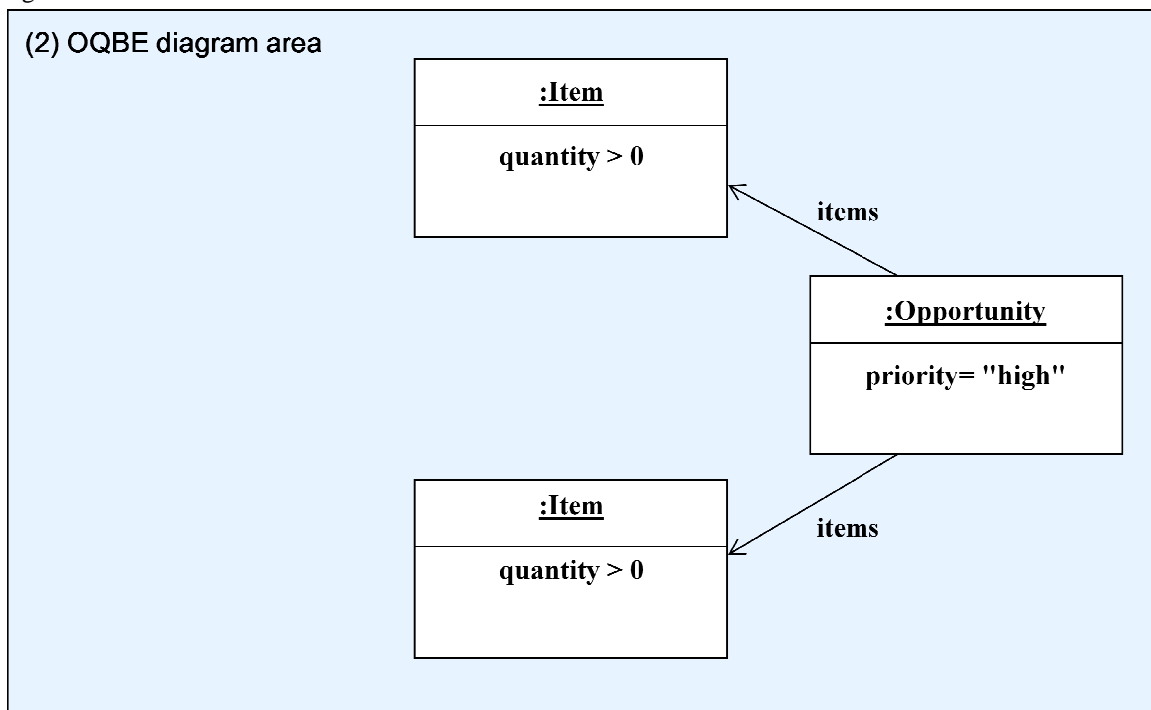 (2) OQBE diagram area
:Item
quantity > 0
items
:Opportunity
priority= "high"
:Item
quantity > 0
items